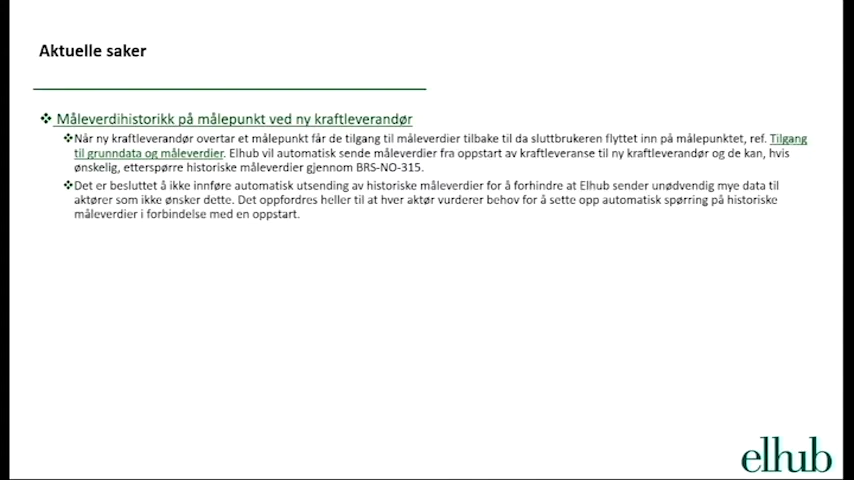 Aktuelle saker
Måleverdihistorikk på målepunkt ved ny kraftleverandør
Når ny kraftleverandør overtar et målepunkt får de tilgang til måleverdier tilbake til da sluttbrukeren flyttet inn på målepunktet, ref. Tilgang
til grunndata og måleverdier. Elhub vil automatisk sende måleverdier fra oppstart av kraftleveranse til ny kraftleverandør og de kan, hvis
ønskelig, etterspørre historiske måleverdier gjennom BRS-NO-315.
Det er besluttet å ikke innføre automatisk utsending av historiske måleverdier for å forhindre at Elhub sender unødvendig mye data til
aktører som ikke ønsker dette. Det oppfordres heller til at hver aktør vurderer behov for å sette opp automatisk spørring på historiske
måleverdier i forbindelse med en oppstart.
elhub